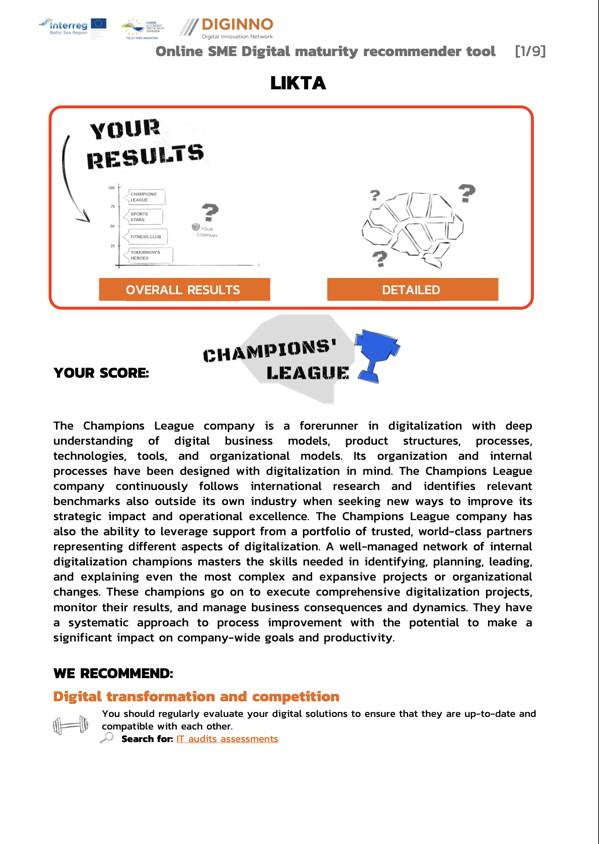 Interreg
Baltic Sea Region
DIGINNO
Digital Innovation Network
Online SME Digital maturity recommender tool [1/9]
LIKTA
YOUR
RESULTS
100
CHAMPIONS'
LEAGUE
75
SPORTS
STARS
50
YOUR
COMPANY
FITNESS CLUB
25
TOMORROW'S
HEROES
? ? ? ?
OVERALL RESULTS
DETAILED
CHAMPIONS'
LEAGUE
YOUR SCORE:
The Champions League company is a forerunner in digitalization with deep
understanding of digital business models, product structures, processes,
technologies, tools, and organizational models. Its organization and internal
processes have been designed with digitalization in mind. The Champions League
company continuously follows international research and identifies relevant
benchmarks also outside its own industry when seeking new ways to improve its
strategic impact and operational excellence. The Champions League company has
also the ability to leverage support from a portfolio of trusted, world-class partners
representing different aspects of digitalization. A well-managed network of internal
digitalization champions masters the skills needed in identifying, planning, leading,
and explaining even the most complex and expansive projects or organizational
changes. These champions go on to execute comprehensive digitalization projects,
monitor their results, and manage business consequences and dynamics. They have
a systematic approach to process improvement with the potential to make a
significant impact on company-wide goals and productivity.
WE RECOMMEND:
Digital transformation and competition
You should regularly evaluate your digital solutions to ensure that they are up-to-date and
compatible with each other.
Search for: IT audits assessments